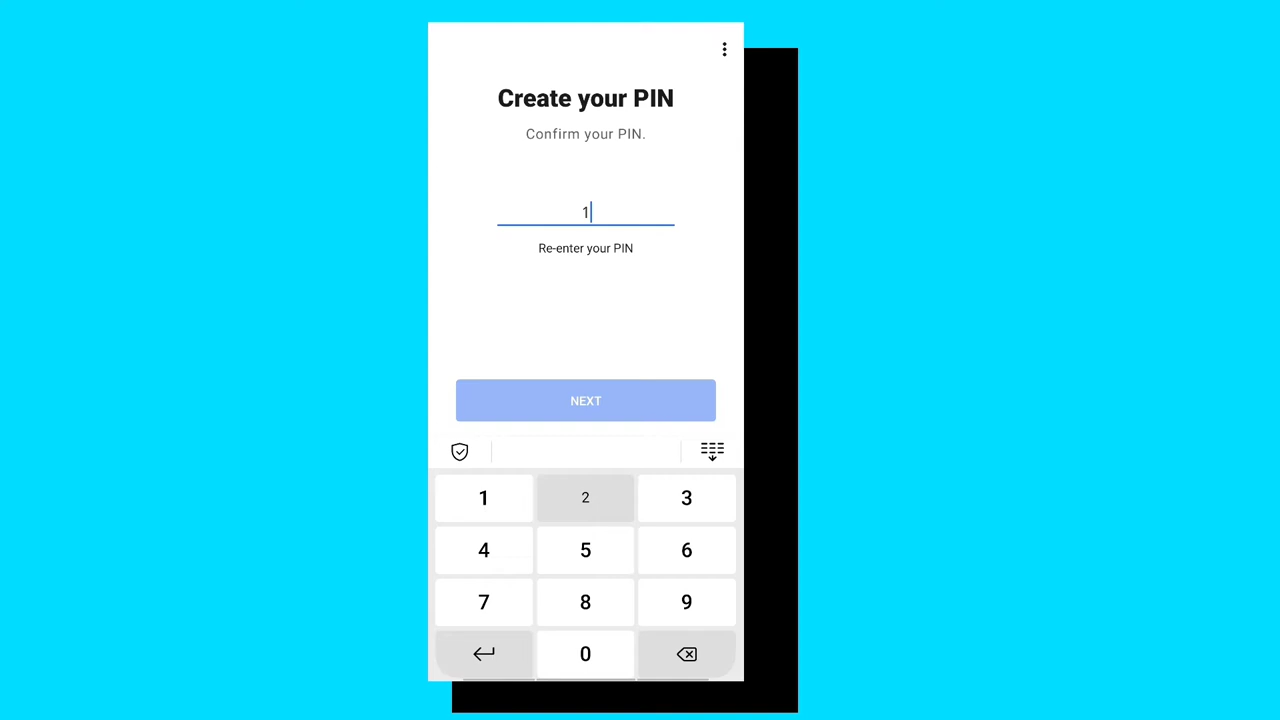 Create your PIN
Confirm your PIN.
1
Re-enter your PIN
NEXT
1 2 3
4 5 6
7 8 9
0